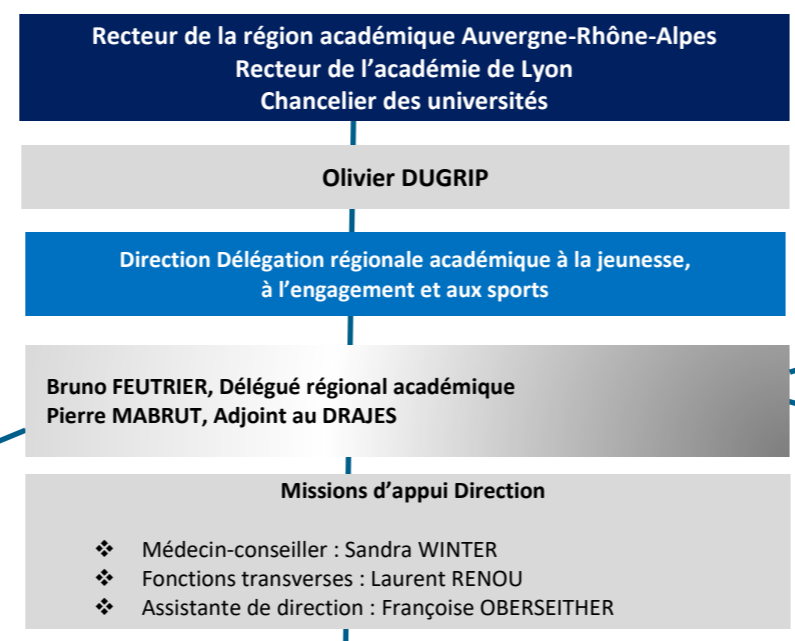 Recteur de la région académique Auvergne-Rhône-Alpes
Recteur de l'académie de Lyon
Chancelier des universités
Olivier DUGRIP
Direction Délégation régionale académique à la jeunesse,
à l'engagement et aux sports
Bruno FEUTRIER, Délégué régional académique
Pierre MABRUT, Adjoint au DRAJES
Missions d'appui Direction
❖ Médecin-conseiller : Sandra WINTER
❖ Fonctions transverses : Laurent RENOU
❖ Assistante de direction : Françoise OBERSEITHER